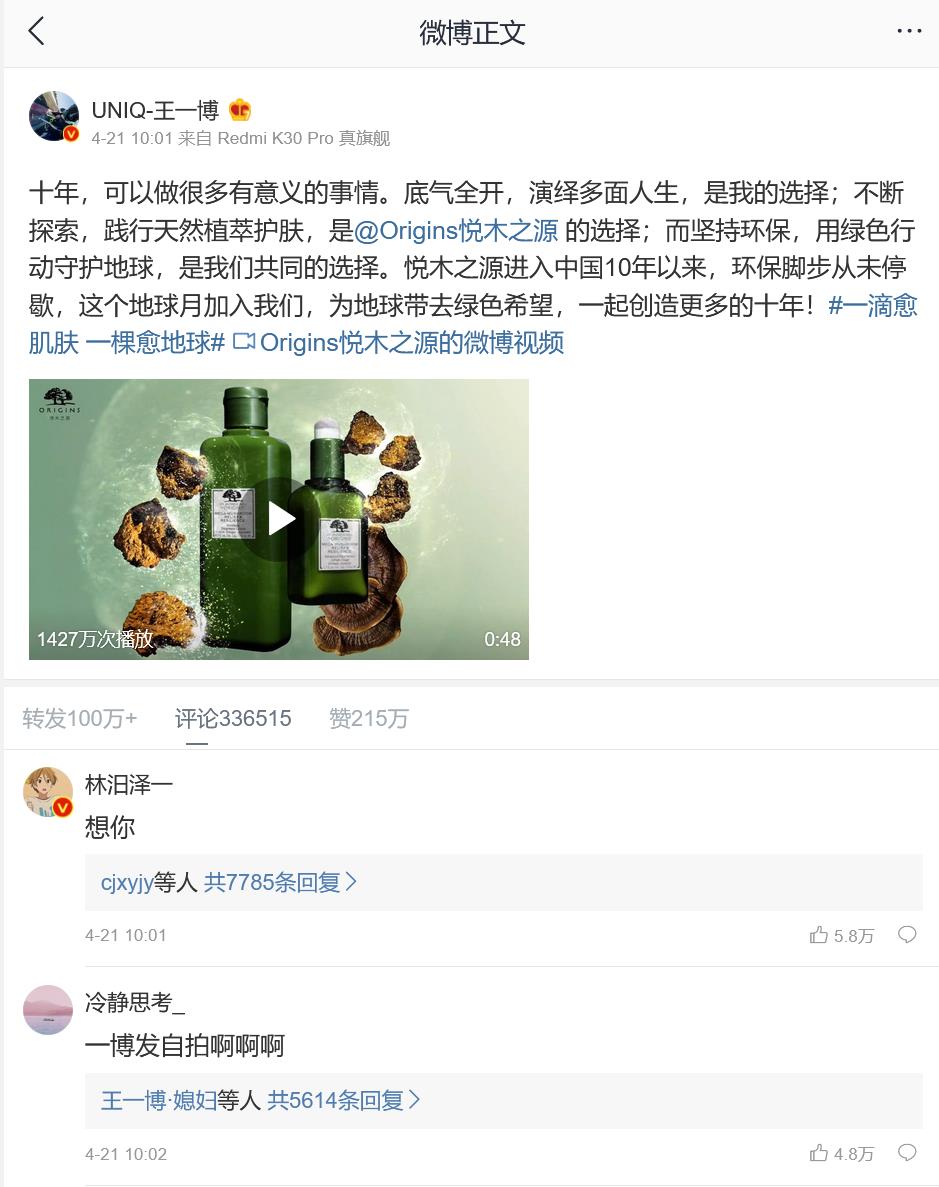 微博正文
UNIQ-王一博
4-21 10:01 来自 Redmi K30 Pro 真旗舰
十年，可以做很多有意义的事情。底气全开，演绎多面人生，是我的选择；不断
探索，践行天然植萃护肤，是@Origins悦木之源 的选择；而坚持环保，用绿色行
动守护地球，是我们共同的选择。悦木之源进入中国10年以来，环保脚步从未停
歇，这个地球月加入我们，为地球带去绿色希望，一起创造更多的十年！#一滴愈
肌肤 一棵愈地球# Origins悦木之源的微博视频
ORIGINS
悦木之源
ORIGINS
MEGA-MUSHROOM
RELIEF &
RESILIENCE
ORIGINS
MEGA-MUSHROOM
RELIEF &
RESILIENCE
1427万次播放 0:48
转发100万+ 评论336515 赞215万
林汨泽一
想你
cjxyjy等人 共7785条回复
4-21 10:01 5.8万
冷静思考_
一博发自拍啊啊啊
王一博·媳妇等人 共5614条回复
4-21 10:02 4.8万